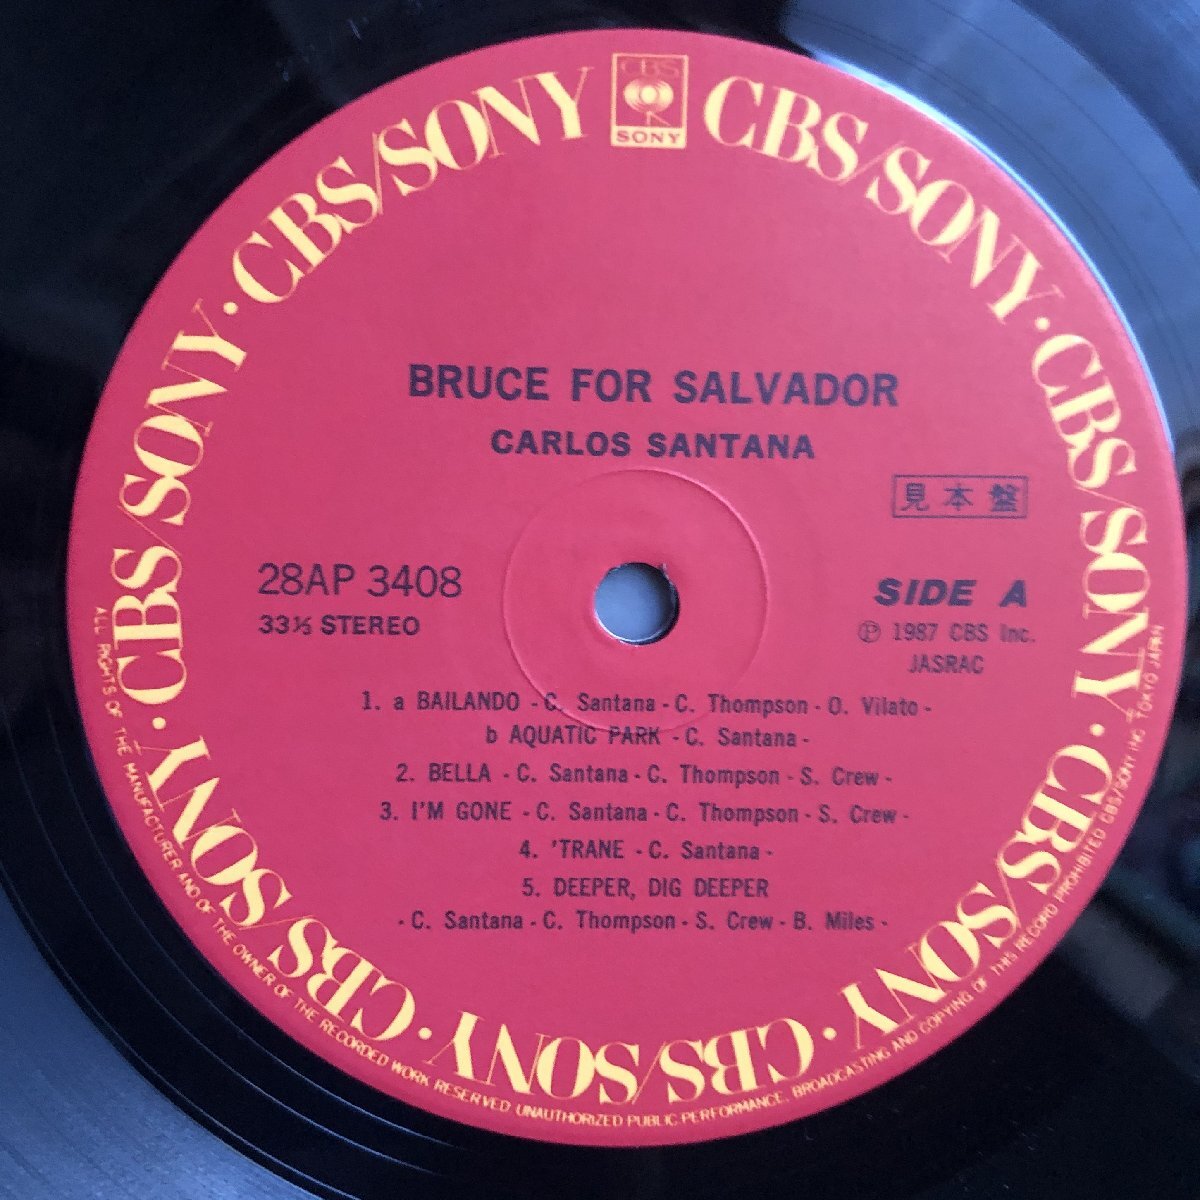 CBS
SONY
CBS/SONY · CBS/SONY · CBS/SONY · CBS/SONY · CBS/SONY · CBS/SONY · CBS/SONY · CBS/SONY
BRUCE FOR SALVADOR
CARLOS SANTANA
見本盤
28AP 3408
33⅓ STEREO
SIDE A
Ⓟ 1987 CBS Inc.
JASRAC
1. a BAILANDO - C. Santana - C. Thompson - O. Vilato -
b AQUATIC PARK - C. Santana -
2. BELLA - C. Santana - C. Thompson - S. Crew -
3. I'M GONE - C. Santana - C. Thompson - S. Crew -
4. 'TRANE - C. Santana -
5. DEEPER, DIG DEEPER
- C. Santana - C. Thompson - S. Crew - B. Miles -
ALL RIGHTS OF THE MANUFACTURER AND OF THE OWNER OF THE RECORDED WORK RESERVED UNAUTHORIZED PUBLIC PERFORMANCE, BROADCASTING AND COPYING OF THIS RECORD PROHIBITED CBS/SONY INC. TOKYO JAPAN